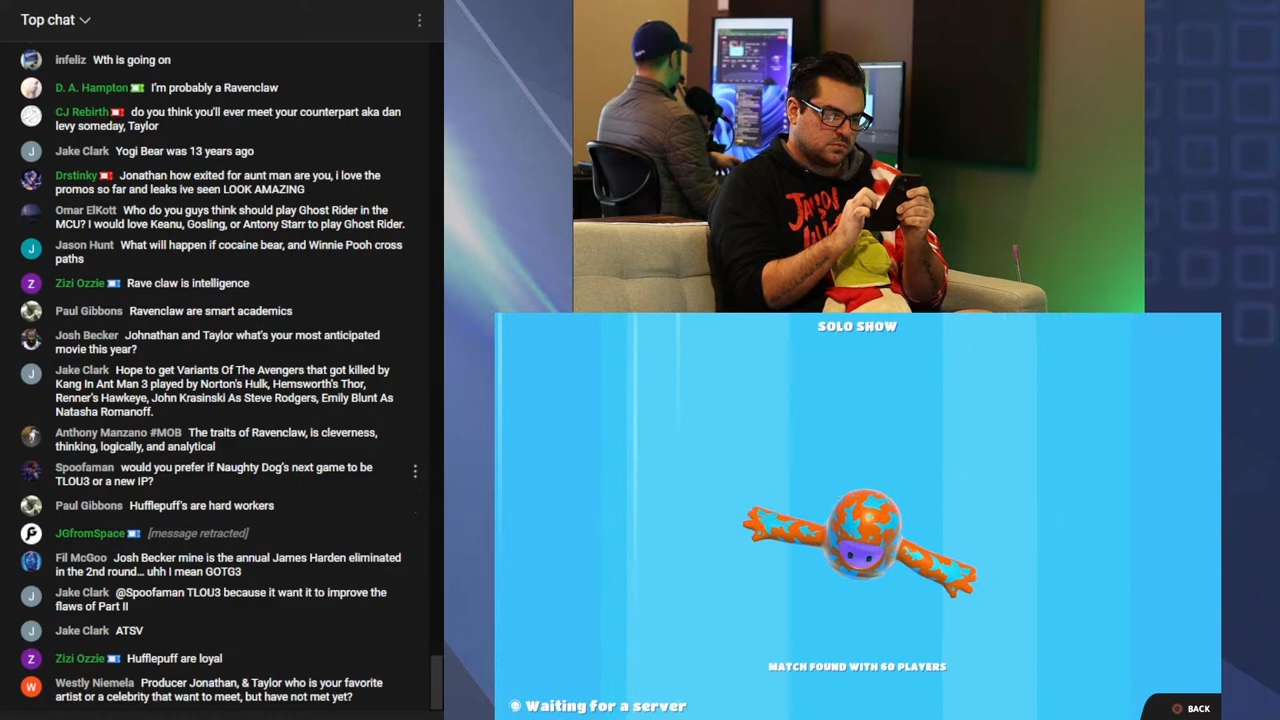 Top chat
infeliz Wth is going on
D. A. Hampton I'm probably a Ravenclaw
CJ Rebirth do you think you'll ever meet your counterpart aka dan
levy someday, Taylor
Jake Clark Yogi Bear was 13 years ago
Drstinky Jonathan how exited for aunt man are you, i love the
promos so far and leaks ive seen LOOK AMAZING
Omar ElKott Who do you guys think should play Ghost Rider in the
MCU? I would love Keanu, Gosling, or Antony Starr to play Ghost Rider.
J Jason Hunt What will happen if cocaine bear, and Winnie Pooh cross
paths
Z Zizi Ozzie Rave claw is intelligence
Paul Gibbons Ravenclaw are smart academics
Josh Becker Johnathan and Taylor what's your most anticipated
movie this year?
J Jake Clark Hope to get Variants Of The Avengers that got killed by
Kang In Ant Man 3 played by Norton's Hulk, Hemsworth's Thor,
Renner's Hawkeye, John Krasinski As Steve Rodgers, Emily Blunt As
Natasha Romanoff.
Anthony Manzano #MOB The traits of Ravenclaw, is cleverness,
thinking, logically, and analytical
Spoofaman would you prefer if Naughty Dog's next game to be
TLOU3 or a new IP?
Paul Gibbons Hufflepuff's are hard workers
JGfromSpace [message retracted]
Fil McGoo Josh Becker mine is the annual James Harden eliminated
in the 2nd round... uhh I mean GOTG3
J Jake Clark @Spoofaman TLOU3 because it want it to improve the
flaws of Part II
J Jake Clark ATSV
Z Zizi Ozzie Hufflepuff are loyal
W Westly Niemela Producer Jonathan, & Taylor who is your favorite
artist or a celebrity that want to meet, but have not met yet?
SOLO SHOW
MATCH FOUND WITH 60 PLAYERS
Waiting for a server
BACK